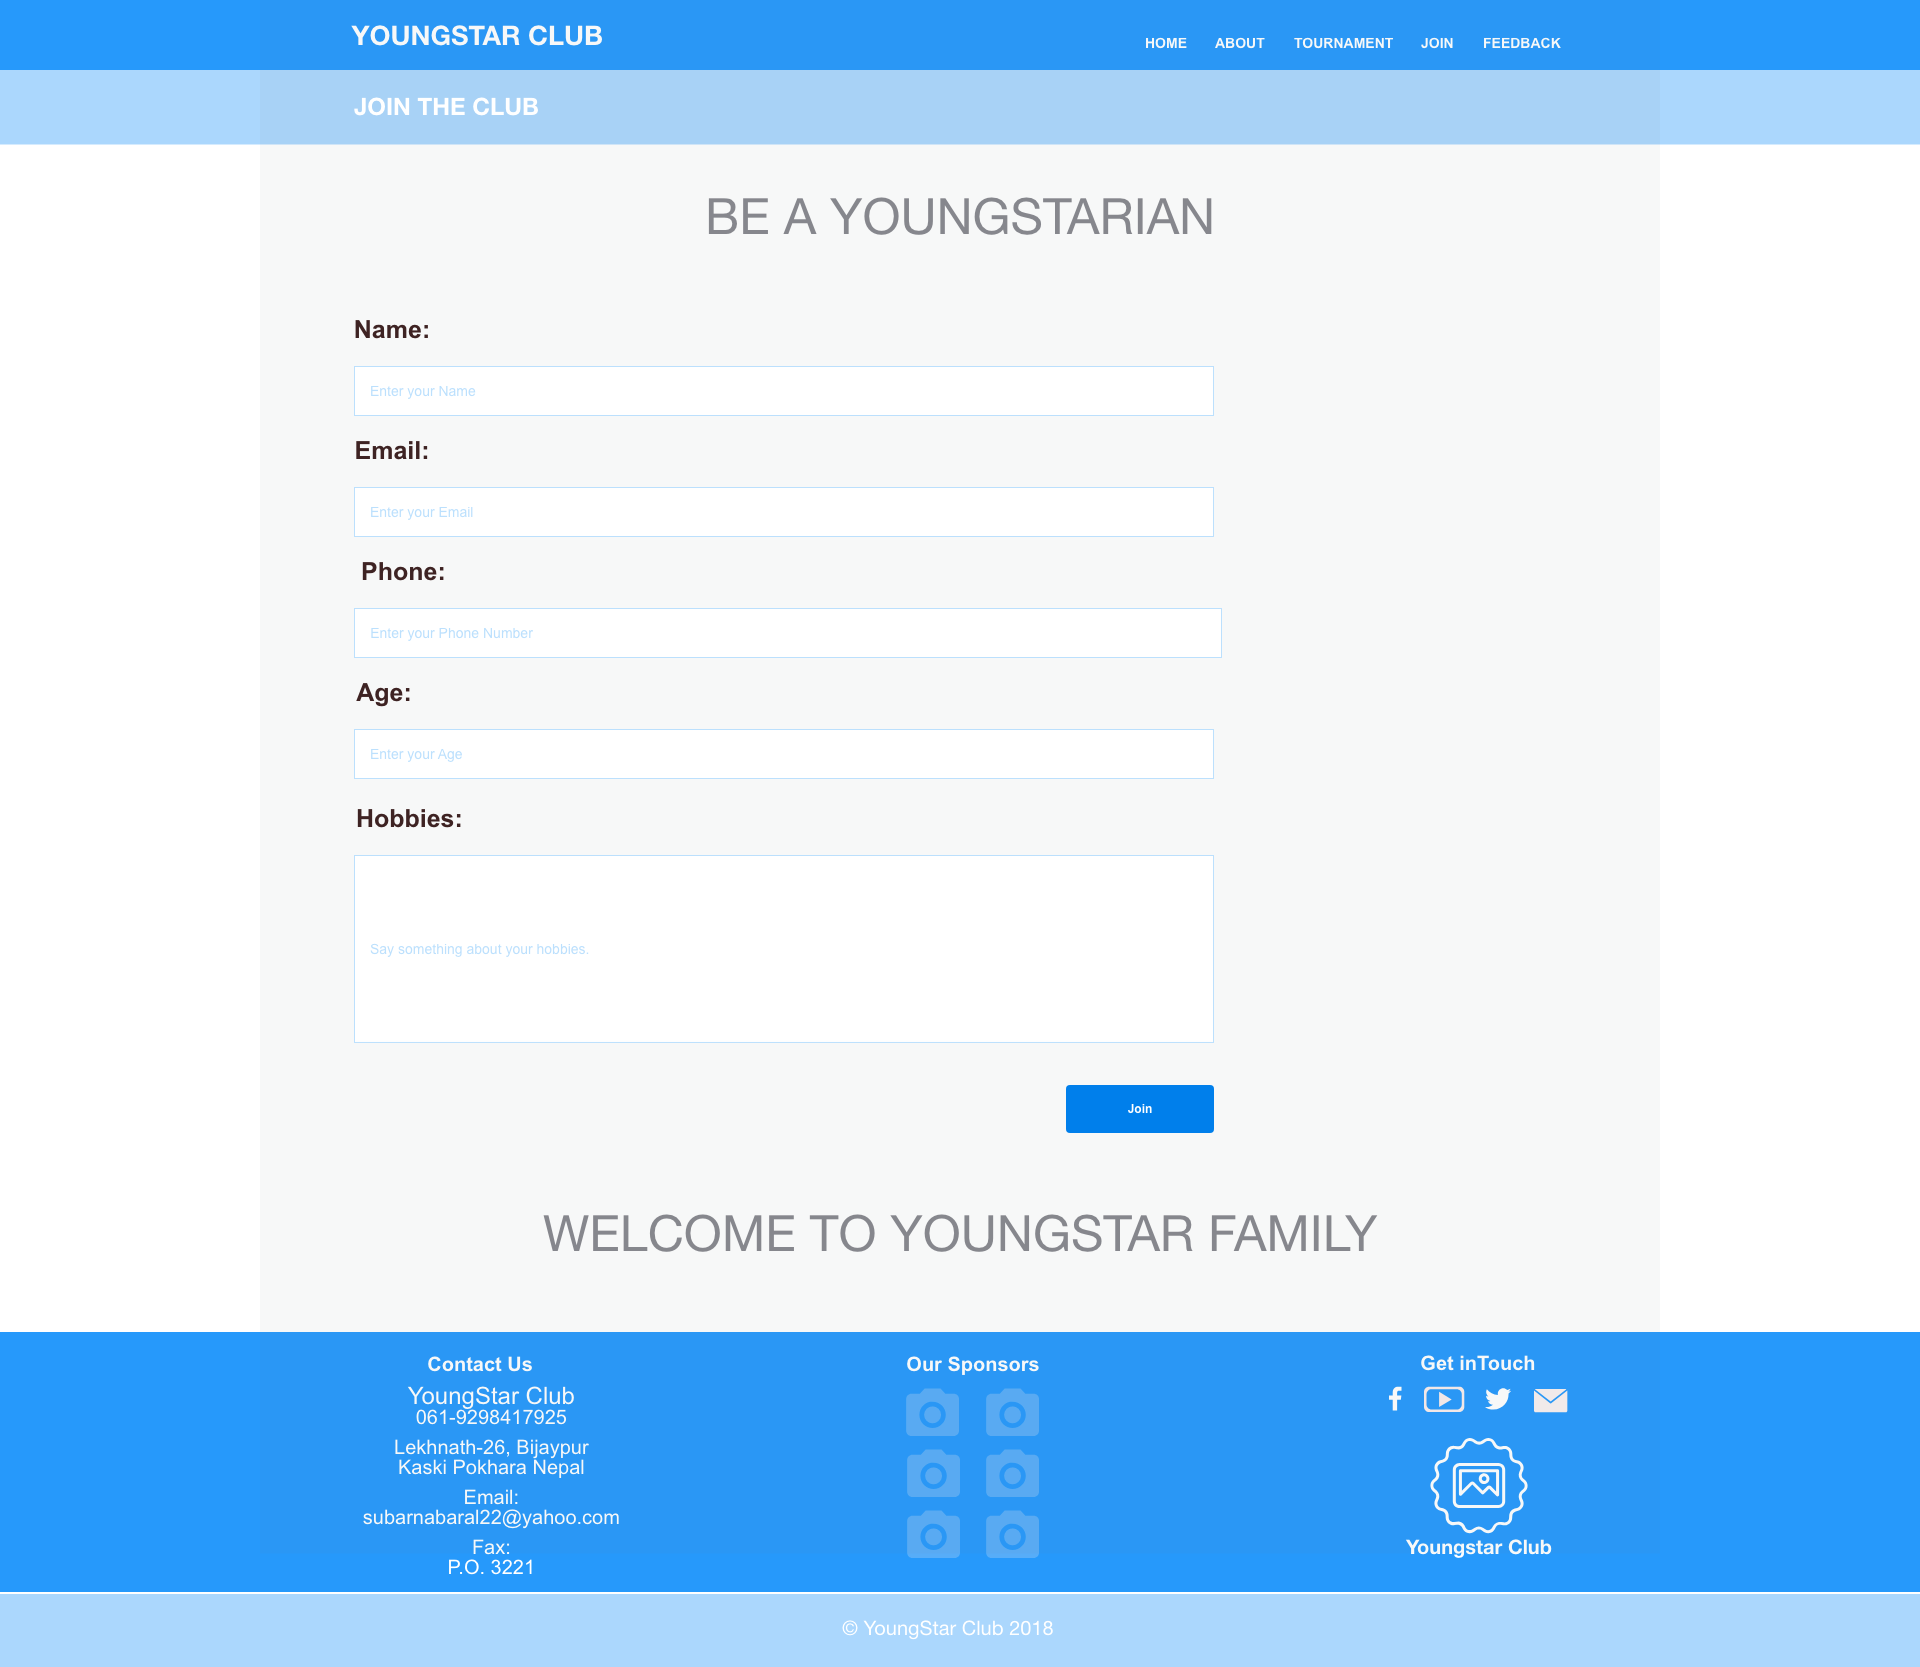 YOUNGSTAR CLUB
HOME ABOUT TOURNAMENT JOIN FEEDBACK
JOIN THE CLUB
BE A YOUNGSTARIAN
Name:
Enter your Name
Email:
Enter your Email
Phone:
Enter your Phone Number
Age:
Enter your Age
Hobbies:
Say something about your hobbies.
Join
WELCOME TO YOUNGSTAR FAMILY
Contact Us
YoungStar Club
061-9298417925
Lekhnath-26, Bijaypur
Kaski Pokhara Nepal
Email:
subarnabaral22@yahoo.com
Fax:
P.O. 3221
Our Sponsors
Get inTouch
Youngstar Club
© YoungStar Club 2018